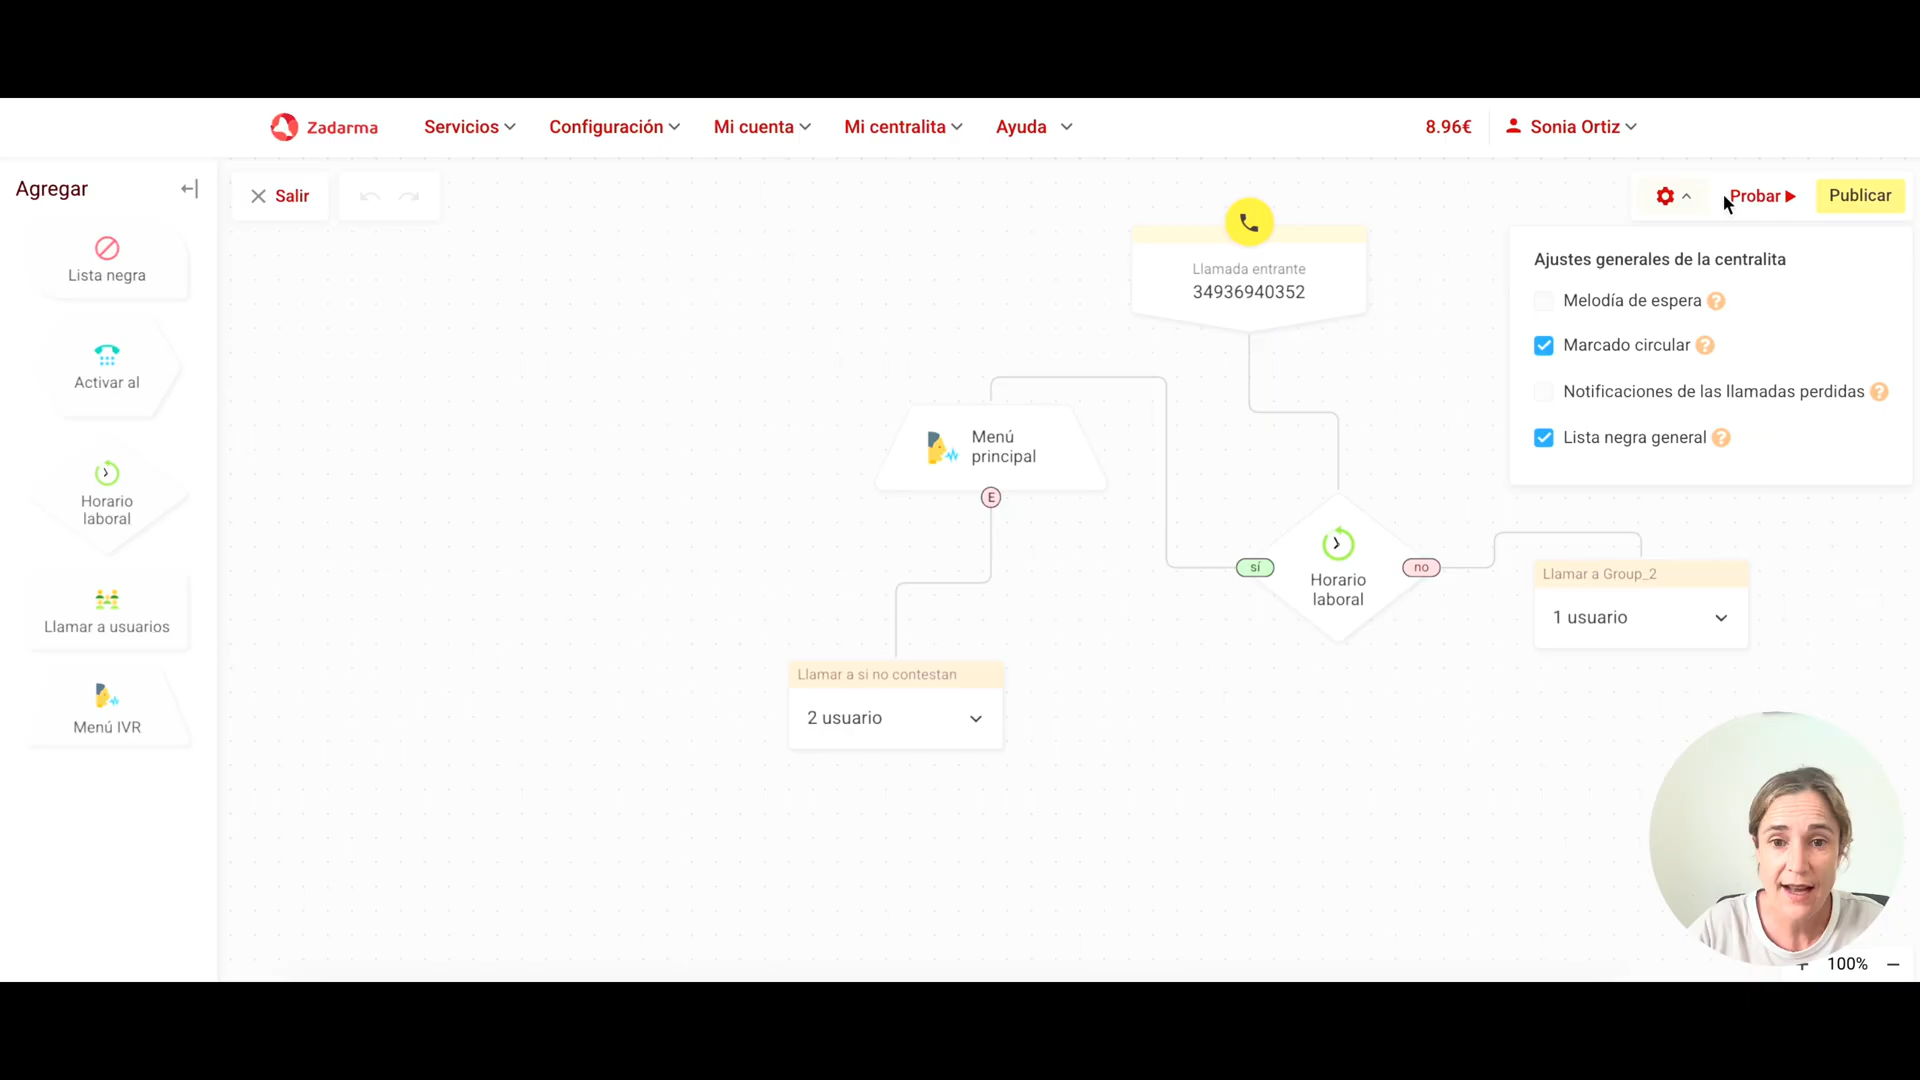 Zadarma
Servicios
Configuración
Mi cuenta
Mi centralita
Ayuda
8.96€
Sonia Ortiz
Agregar
Salir
Probar
Publicar
Lista negra
Activar al
Horario
laboral
Llamar a usuarios
Menú IVR
Llamada entrante
34936940352
Menú
principal
E
sí
Horario
laboral
no
Llamar a Group_2
1 usuario
Llamar a si no contestan
2 usuario
Ajustes generales de la centralita
Melodía de espera ?
Marcado circular ?
Notificaciones de las llamadas perdidas ?
Lista negra general ?
100%